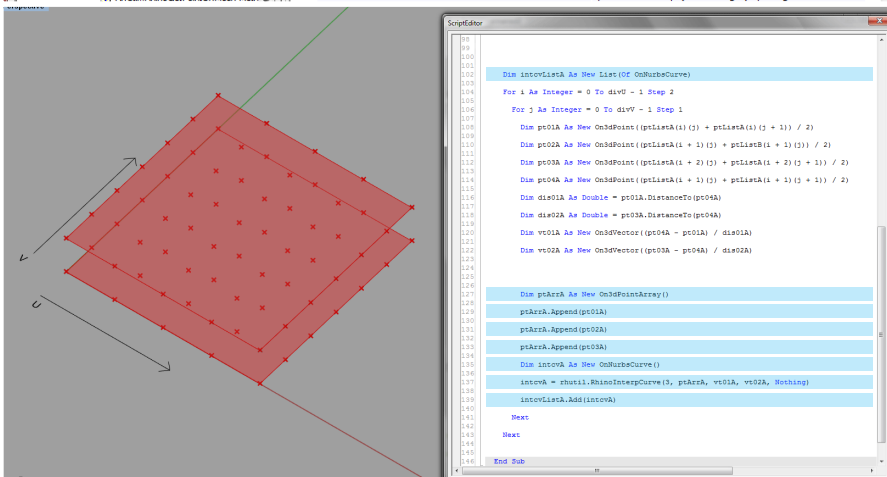 ScriptEditor
98
99
100
101
102 Dim intcvListA As New List(Of OnNurbsCurve)
103
104 For i As Integer = 0 To divU - 1 Step 2
105
106 For j As Integer = 0 To divV - 1 Step 1
107
108 Dim pt01A As New On3dPoint((ptListA(i)(j) + ptListA(i)(j + 1)) / 2)
109
110 Dim pt02A As New On3dPoint((ptListA(i + 1)(j) + ptListB(i + 1)(j)) / 2)
111
112 Dim pt03A As New On3dPoint((ptListA(i + 2)(j) + ptListA(i + 2)(j + 1)) / 2)
113
114 Dim pt04A As New On3dPoint((ptListA(i + 1)(j) + ptListA(i + 1)(j + 1)) / 2)
115
116 Dim dis01A As Double = pt01A.DistanceTo(pt04A)
117
118 Dim dis02A As Double = pt03A.DistanceTo(pt04A)
119
120 Dim vt01A As New On3dVector((pt04A - pt01A) / dis01A)
121
122 Dim vt02A As New On3dVector((pt03A - pt04A) / dis02A)
123
124
125
126
127 Dim ptArrA As New On3dPointArray()
128
129 ptArrA.Append(pt01A)
130
131 ptArrA.Append(pt02A)
132
133 ptArrA.Append(pt03A)
134
135 Dim intcvA As New OnNurbsCurve()
136
137 intcvA = rhutil.RhinoInterpCurve(3, ptArrA, vt01A, vt02A, Nothing)
138
139 intcvListA.Add(intcvA)
140
141 Next
142
143 Next
144
145
146 End Sub
V
U